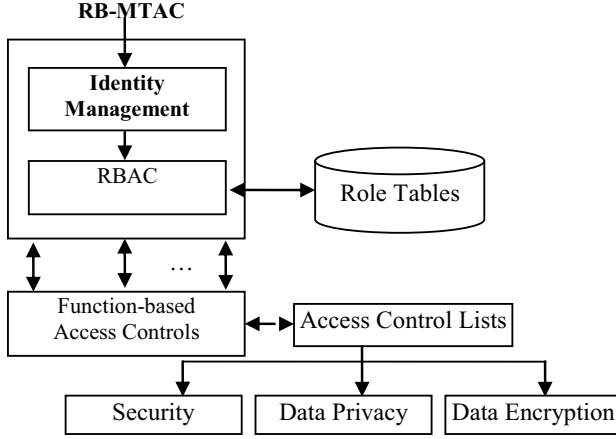 RB-MTAC
Identity
Management
RBAC
Role Tables
...
Function-based
Access Controls
Access Control Lists
Security
Data Privacy
Data Encryption